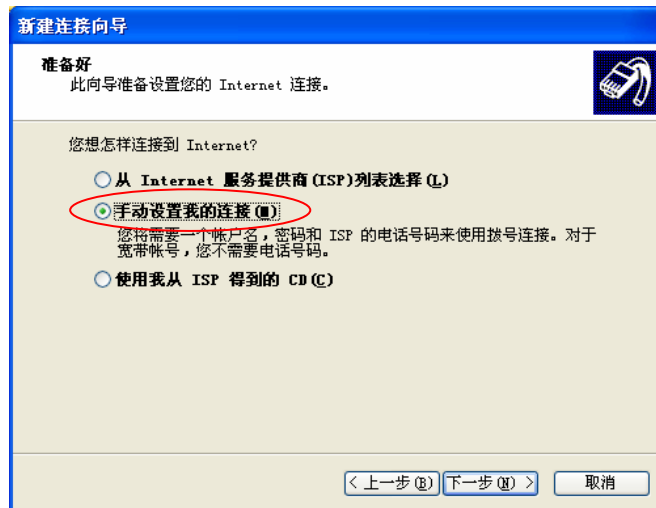 新建连接向导
准备好
此向导准备设置您的 Internet 连接。
您想怎样连接到 Internet?
从 Internet 服务提供商(ISP)列表选择(L)
手动设置我的连接(M)
您将需要一个帐户名，密码和 ISP 的电话号码来使用拨号连接。对于
宽带帐号，您不需要电话号码。
使用我从 ISP 得到的 CD(C)
< 上一步(B) 下一步(N) > 取消